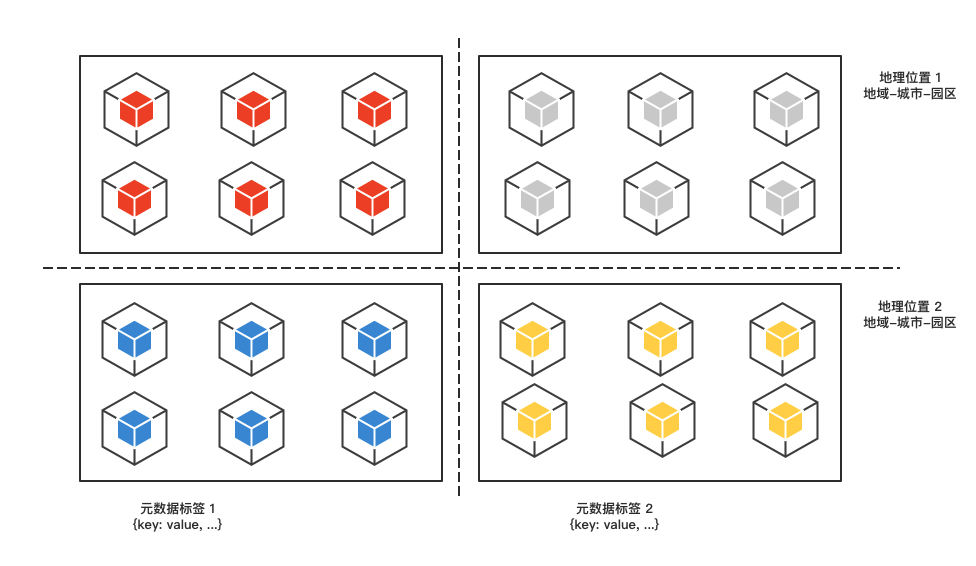 地理位置 1
地域-城市-园区
地理位置 2
地域-城市-园区
元数据标签 1
{key: value, ...}
元数据标签 2
{key: value, ...}